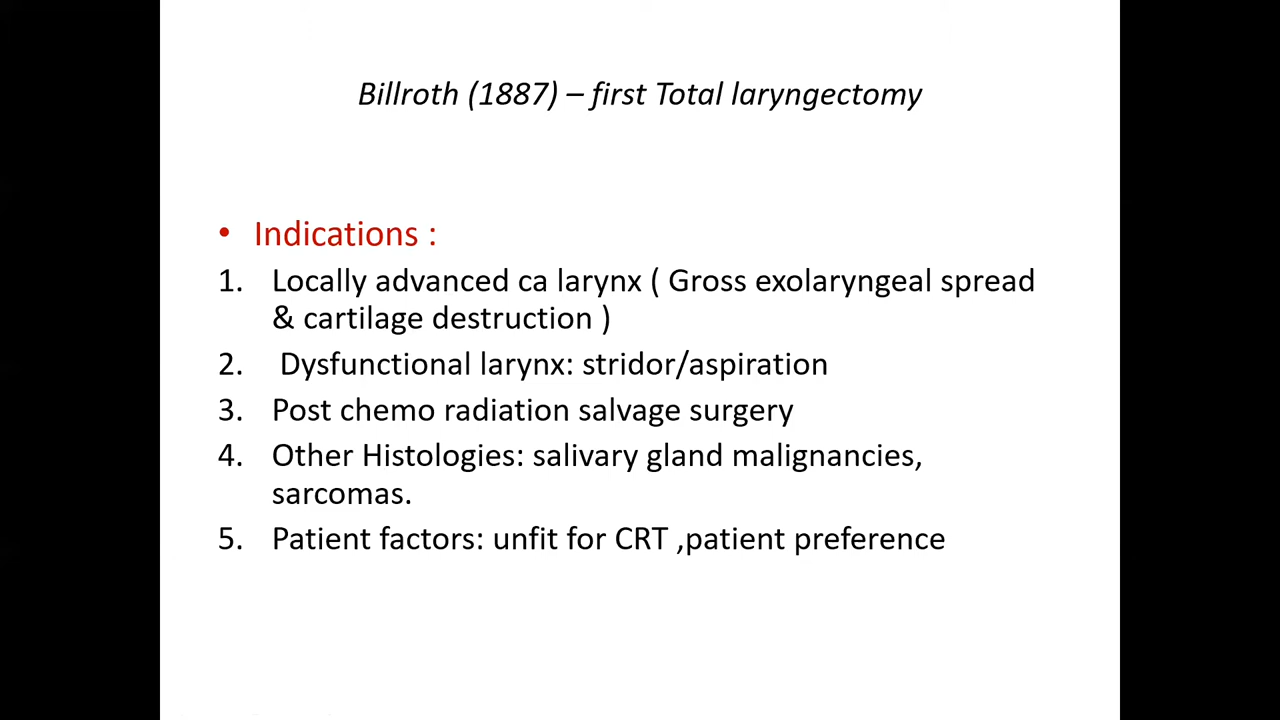 Billroth (1887) – first Total laryngectomy
• Indications :
1. Locally advanced ca larynx ( Gross exolaryngeal spread
& cartilage destruction )
2. Dysfunctional larynx: stridor/aspiration
3. Post chemo radiation salvage surgery
4. Other Histologies: salivary gland malignancies,
sarcomas.
5. Patient factors: unfit for CRT ,patient preference